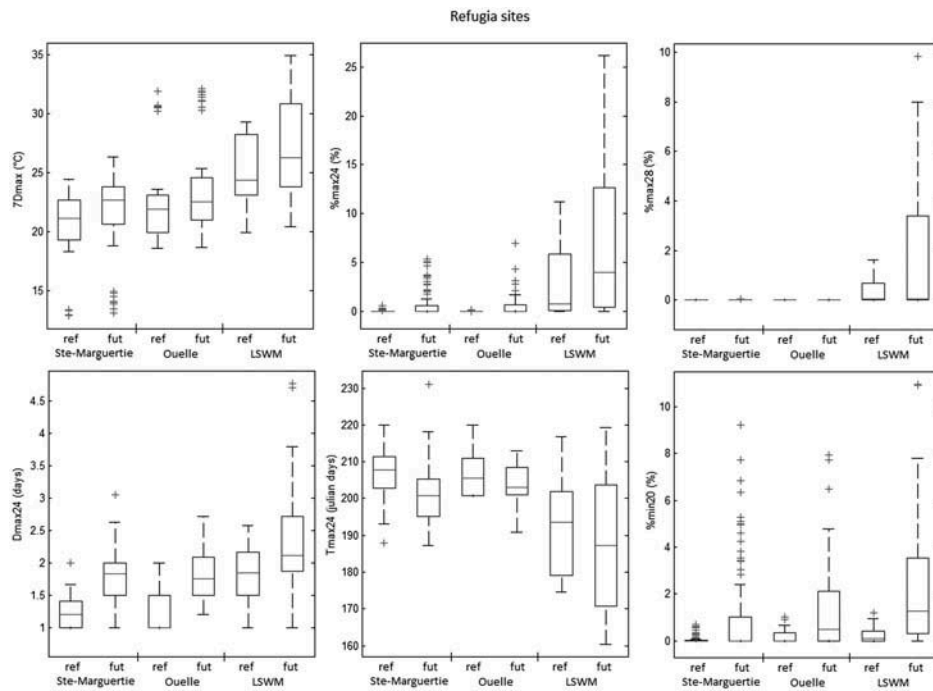 Refugia sites
7Dmax (°C)
35
30
25
20
15
ref fut ref fut ref fut
Ste-Marguertie Ouelle LSWM
%max24 (%)
25
20
15
10
5
0
ref fut ref fut ref fut
Ste-Marguertie Ouelle LSWM
%max28 (%)
10
8
6
4
2
0
ref fut ref fut ref fut
Ste-Marguertie Ouelle LSWM
Dmax24 (days)
4.5
4
3.5
3
2.5
2
1.5
1
ref fut ref fut ref fut
Ste-Marguertie Ouelle LSWM
Tmax24 (julian days)
230
220
210
200
190
180
170
160
ref fut ref fut ref fut
Ste-Marguertie Ouelle LSWM
%min20 (%)
10
8
6
4
2
0
ref fut ref fut ref fut
Ste-Marguertie Ouelle LSWM